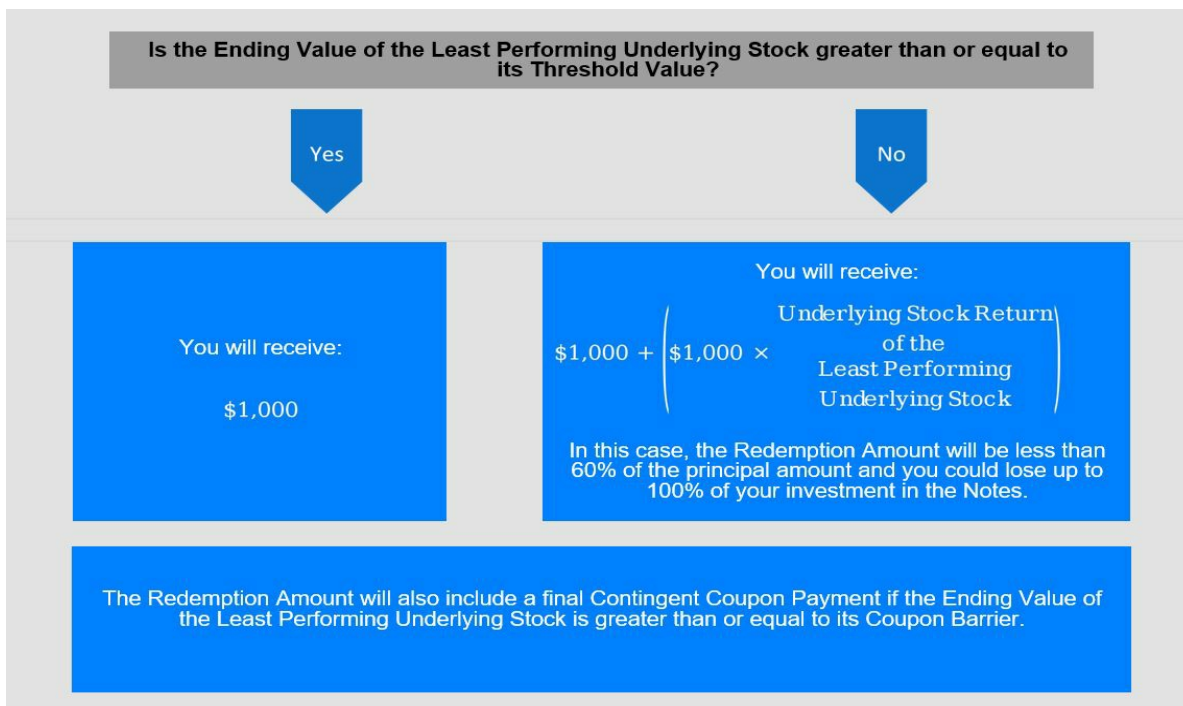 Is the Ending Value of the Least Performing Underlying Stock greater than or equal to
its Threshold Value?
Yes
No
You will receive:
$1,000
You will receive:
$1,000 + ($1,000 × Underlying Stock Return
of the
Least Performing
Underlying Stock)
In this case, the Redemption Amount will be less than
60% of the principal amount and you could lose up to
100% of your investment in the Notes.
The Redemption Amount will also include a final Contingent Coupon Payment if the Ending Value of
the Least Performing Underlying Stock is greater than or equal to its Coupon Barrier.